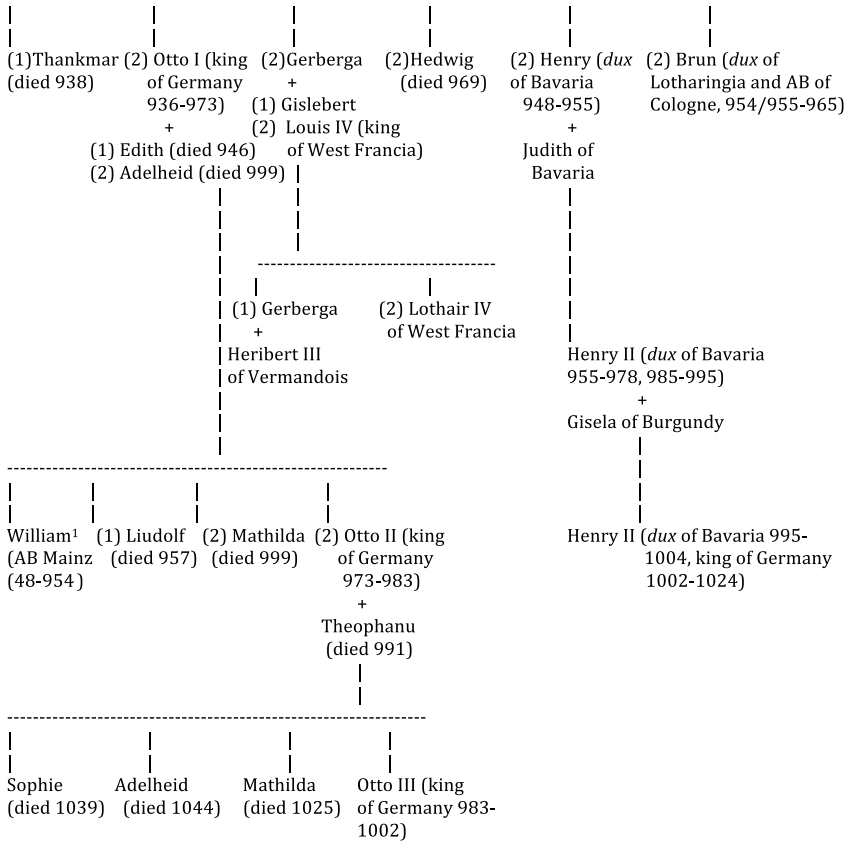 (1)Thankmar (2) Otto I (king (2)Gerberga (2)Hedwig (2) Henry (dux (2) Brun (dux of
(died 938) of Germany + (died 969) of Bavaria Lotharingia and AB of
936-973) (1) Gislebert 948-955) Cologne, 954/955-965)
+ (2) Louis IV (king +
(1) Edith (died 946) of West Francia) Judith of
(2) Adelheid (died 999) Bavaria
(1) Gerberga (2) Lothair IV
+ of West Francia
Heribert III Henry II (dux of Bavaria
of Vermandois 955-978, 985-995)
+
Gisela of Burgundy
William¹ (1) Liudolf (2) Mathilda (2) Otto II (king Henry II (dux of Bavaria 995-
(AB Mainz (died 957) (died 999) of Germany 1004, king of Germany
(48-954) 973-983) 1002-1024)
+
Theophanu
(died 991)
Sophie Adelheid Mathilda Otto III (king
(died 1039) (died 1044) (died 1025) of Germany 983-
1002)